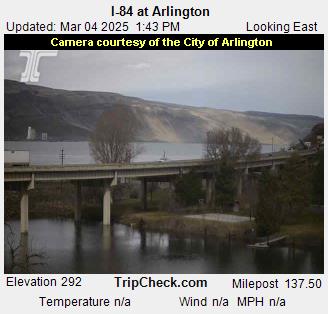 I-84 at Arlington
Updated: Mar 04 2025 1:43 PM Looking East
Camera courtesy of the City of Arlington
Elevation 292 TripCheck.com Milepost 137.50
Temperature n/a Wind n/a MPH n/a